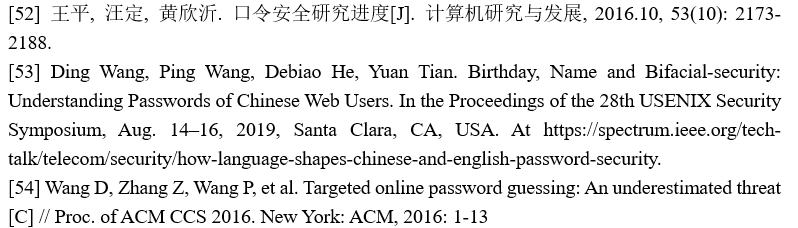 [52] 王平, 汪定, 黄欣沂. 口令安全研究进度[J]. 计算机研究与发展, 2016.10, 53(10): 2173-
2188.
[53] Ding Wang, Ping Wang, Debiao He, Yuan Tian. Birthday, Name and Bifacial-security:
Understanding Passwords of Chinese Web Users. In the Proceedings of the 28th USENIX Security
Symposium, Aug. 14–16, 2019, Santa Clara, CA, USA. At https://spectrum.ieee.org/tech-
talk/telecom/security/how-language-shapes-chinese-and-english-password-security.
[54] Wang D, Zhang Z, Wang P, et al. Targeted online password guessing: An underestimated threat
[C] // Proc. of ACM CCS 2016. New York: ACM, 2016: 1-13